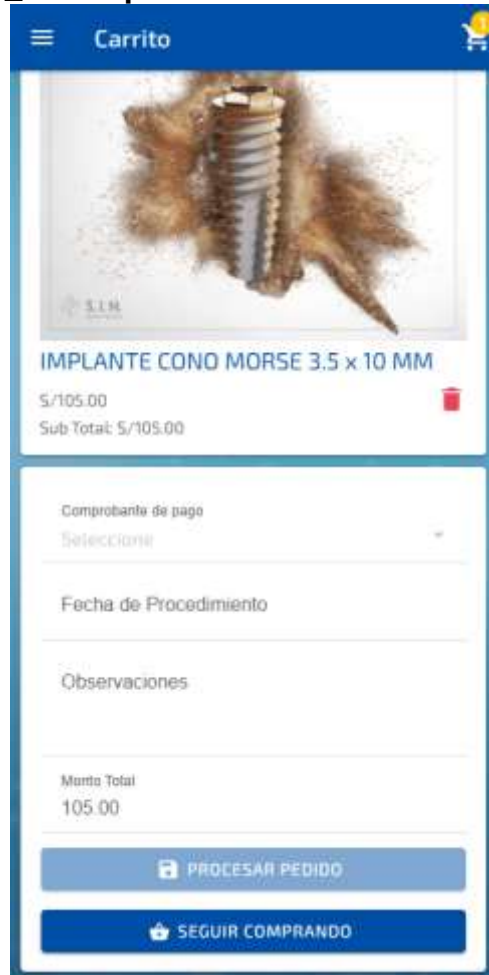 Carrito
1
S.I.N.
IMPLANTE CONO MORSE 3.5 x 10 MM
S/105.00
Sub Total: S/105.00
Comprobante de pago
Seleccione
Fecha de Procedimiento
Observaciones
Monto Total
105.00
PROCESAR PEDIDO
SEGUIR COMPRANDO